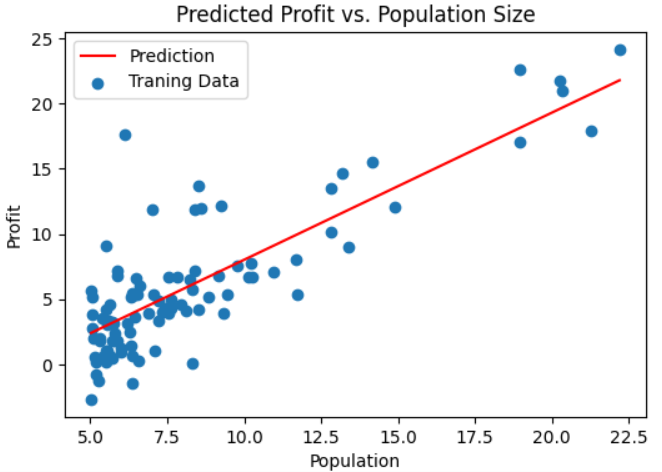 Predicted Profit vs. Population Size
Prediction
Traning Data
25
20
15
10
5
0
Profit
5.0 7.5 10.0 12.5 15.0 17.5 20.0 22.5
Population